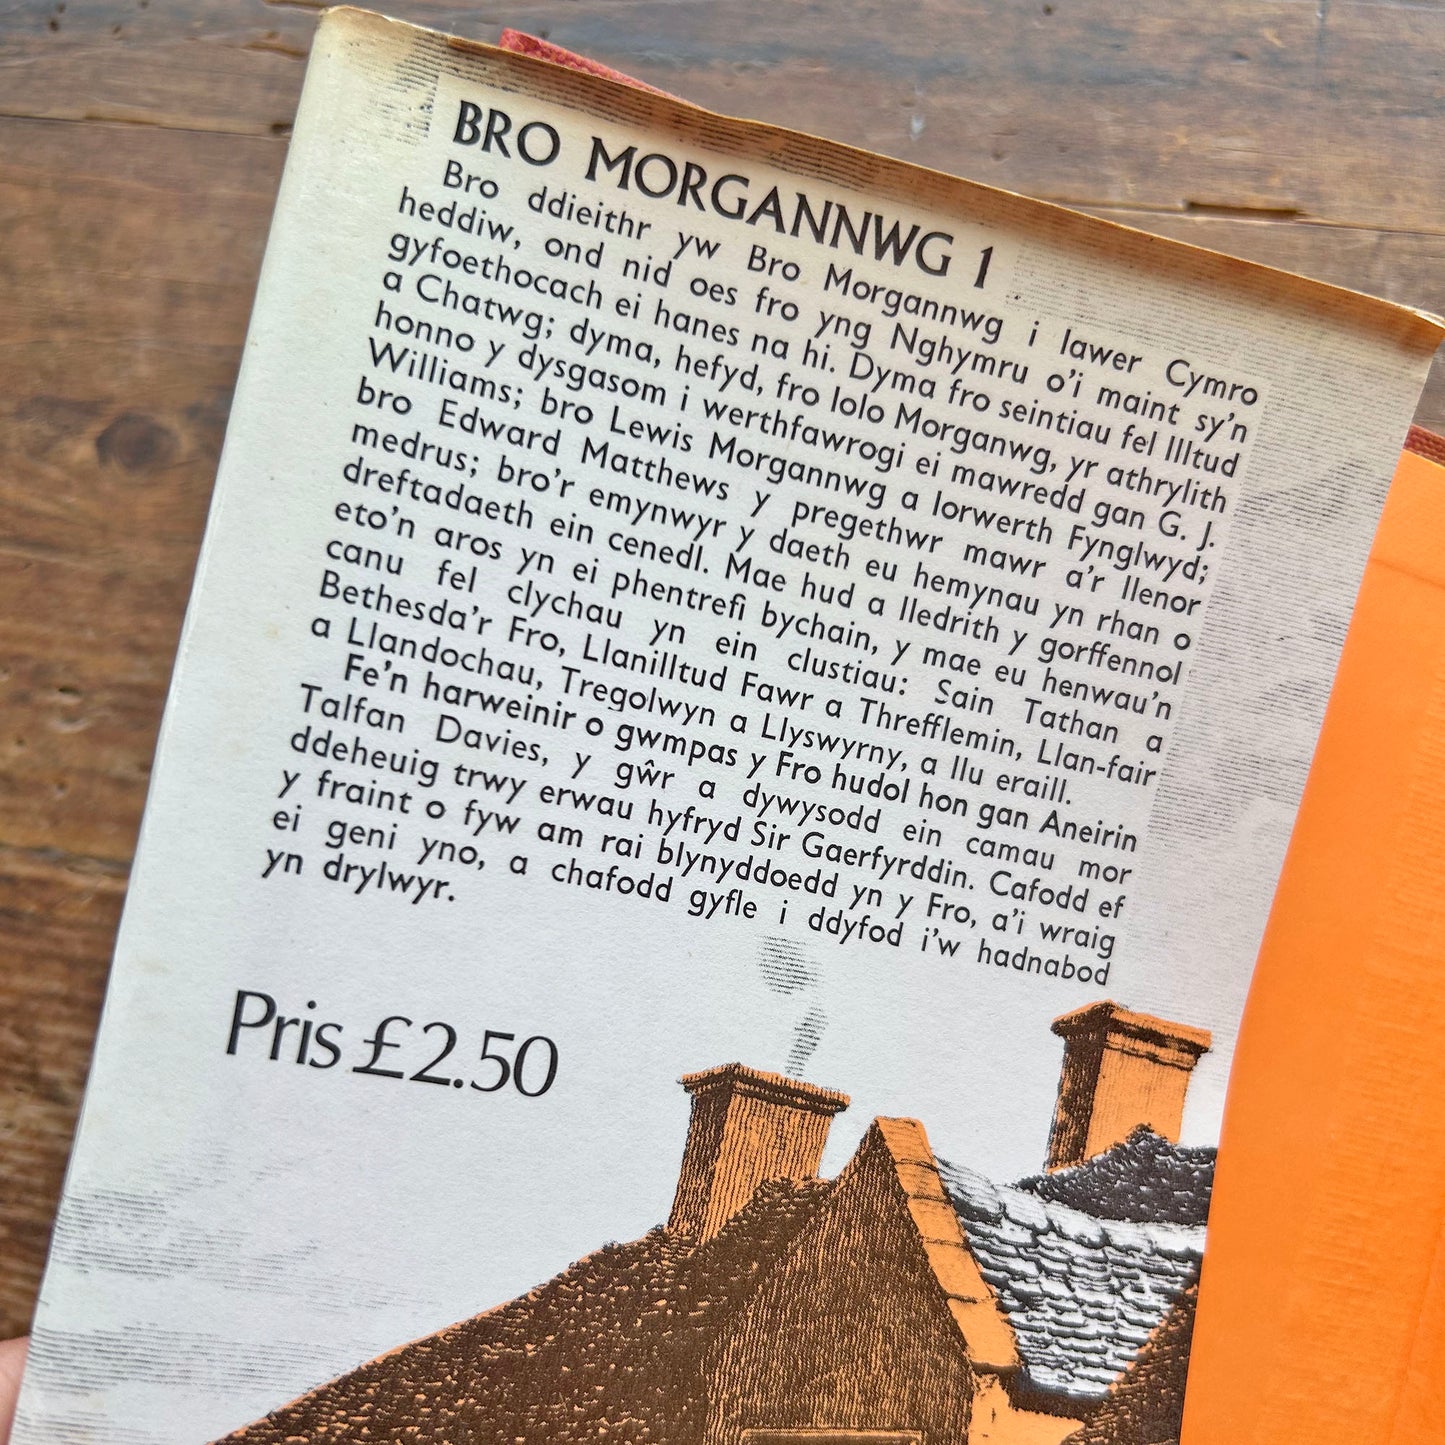 BRO MORGANNWG 1
Bro ddieithr yw Bro Morgannwg i lawer Cymro
heddiw, ond nid oes fro yng Nghymru o'i maint sy'n
gyfoethocach ei hanes na hi. Dyma fro seintiau fel Illtud
a Chatwg; dyma, hefyd, fro Iolo Morganwg, yr athrylith
honno y dysgasom i werthfawrogi ei mawredd gan G. J.
Williams; bro Lewis Morgannwg a Iorwerth Fynglwyd;
bro Edward Matthews y pregethwr mawr a'r llenor
medrus; bro'r emynwyr y daeth eu hemynau yn rhan o
dreftadaeth ein cenedl. Mae hud a lledrith y gorffennol
eto'n aros yn ei phentrefi bychain, y mae eu henwau'n
canu fel clychau yn ein clustiau: Sain Tathan a
Bethesda'r Fro, Llanilltud Fawr a Threfflemin, Llan-fair
a Llandochau, Tregolwyn a Llyswyrny, a llu eraill.
Fe'n harweinir o gwmpas y Fro hudol hon gan Aneirin
Talfan Davies, y gŵr a dywysodd ein camau mor
ddeheuig trwy erwau hyfryd Sir Gaerfyrddin. Cafodd ef
y fraint o fyw am rai blynyddoedd yn y Fro, a'i wraig
ei geni yno, a chafodd gyfle i ddyfod i'w hadnabod
yn drylwyr.
Pris £2.50